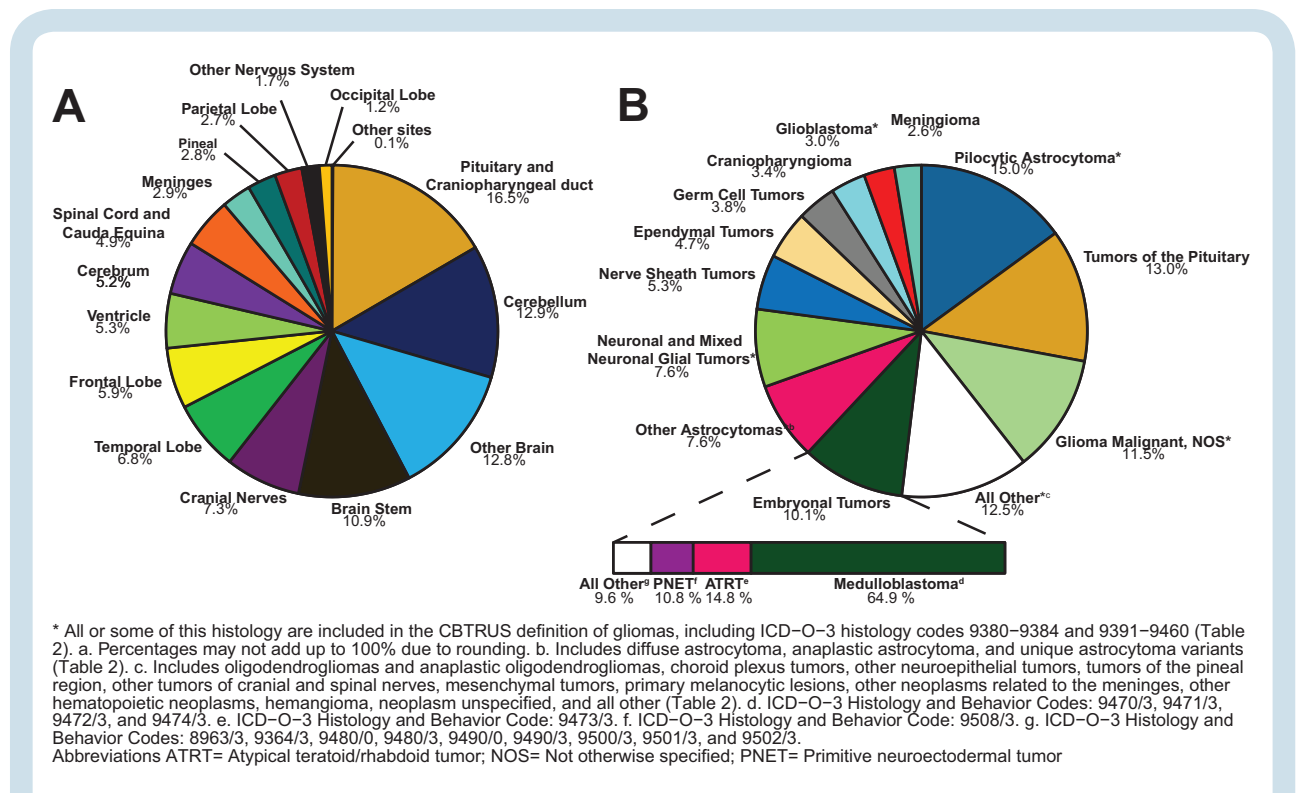 A
Other Nervous System
1.7%
Occipital Lobe
1.2%
Parietal Lobe
2.7%
Other sites
0.1%
Pineal
2.8%
Meninges
2.9%
Pituitary and
Craniopharyngeal duct
16.5%
Spinal Cord and
Cauda Equina
4.9%
Cerebrum
5.2%
Cerebellum
12.9%
Ventricle
5.3%
Frontal Lobe
5.9%
Temporal Lobe
6.8%
Other Brain
12.8%
Cranial Nerves
7.3%
Brain Stem
10.9%
B
Meningioma
2.6%
Glioblastoma*
3.0%
Craniopharyngioma
3.4%
Pilocytic Astrocytoma*
15.0%
Germ Cell Tumors
3.8%
Ependymal Tumors
4.7%
Tumors of the Pituitary
13.0%
Nerve Sheath Tumors
5.3%
Neuronal and Mixed
Neuronal Glial Tumors*
7.6%
Other Astrocytomas*b
7.6%
Glioma Malignant, NOS*
11.5%
Embryonal Tumors
10.1%
All Other*c
12.5%
All Otherg PNETf ATRTe Medulloblastomad
9.6 % 10.8 % 14.8 % 64.9 %
* All or some of this histology are included in the CBTRUS definition of gliomas, including ICD−O−3 histology codes 9380−9384 and 9391−9460 (Table
2). a. Percentages may not add up to 100% due to rounding. b. Includes diffuse astrocytoma, anaplastic astrocytoma, and unique astrocytoma variants
(Table 2). c. Includes oligodendrogliomas and anaplastic oligodendrogliomas, choroid plexus tumors, other neuroepithelial tumors, tumors of the pineal
region, other tumors of cranial and spinal nerves, mesenchymal tumors, primary melanocytic lesions, other neoplasms related to the meninges, other
hematopoietic neoplasms, hemangioma, neoplasm unspecified, and all other (Table 2). d. ICD−O−3 Histology and Behavior Codes: 9470/3, 9471/3,
9472/3, and 9474/3. e. ICD−O−3 Histology and Behavior Code: 9473/3. f. ICD−O−3 Histology and Behavior Code: 9508/3. g. ICD−O−3 Histology and
Behavior Codes: 8963/3, 9364/3, 9480/0, 9480/3, 9490/0, 9490/3, 9500/3, 9501/3, and 9502/3.
Abbreviations ATRT= Atypical teratoid/rhabdoid tumor; NOS= Not otherwise specified; PNET= Primitive neuroectodermal tumor